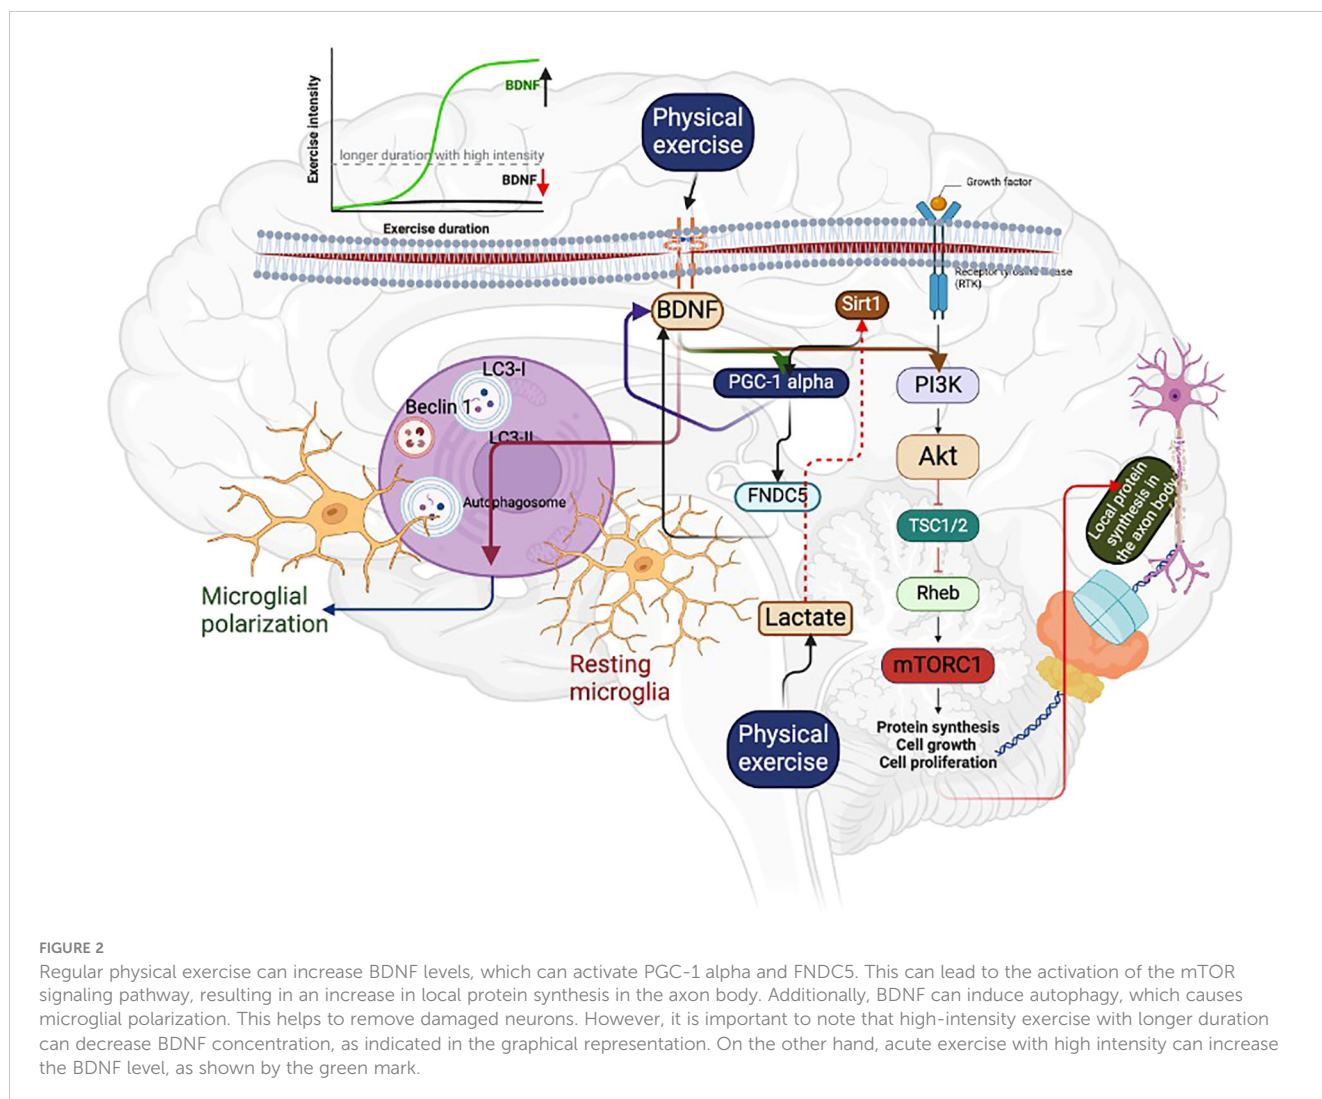 BDNF
Exercise intensity
longer duration with high intensity
BDNF
Exercise duration
Physical
exercise
Growth factor
Receptor tyrosine kinase
(RTK)
BDNF
Sirt1
LC3-I
PGC-1 alpha
PI3K
Beclin 1
LC3-II
Akt
Autophagosome
FNDC5
Local protein
synthesis in
the axon body
TSC1/2
Microglial
polarization
Rheb
Lactate
Resting
microglia
mTORC1
Physical
exercise
Protein synthesis
Cell growth
Cell proliferation
FIGURE 2
Regular physical exercise can increase BDNF levels, which can activate PGC-1 alpha and FNDC5. This can lead to the activation of the mTOR
signaling pathway, resulting in an increase in local protein synthesis in the axon body. Additionally, BDNF can induce autophagy, which causes
microglial polarization. This helps to remove damaged neurons. However, it is important to note that high-intensity exercise with longer duration
can decrease BDNF concentration, as indicated in the graphical representation. On the other hand, acute exercise with high intensity can increase
the BDNF level, as shown by the green mark.